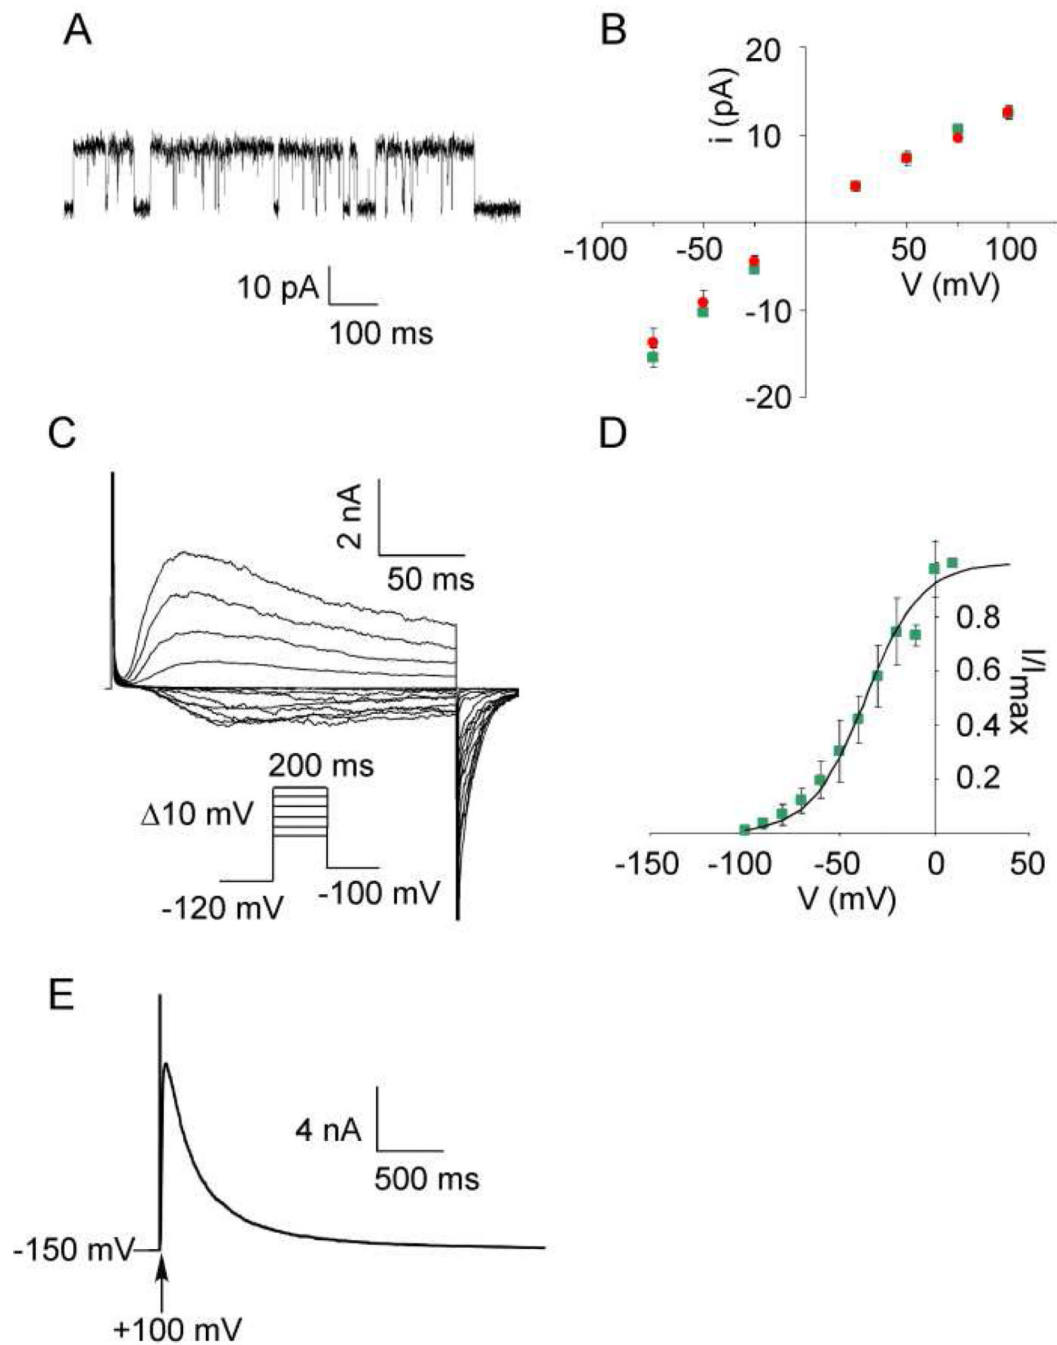 A
10 pA
100 ms
B
20
i (pA)
10
-100 -50 50 100
V (mV)
-10
-20
C
2 nA
50 ms
200 ms
Δ10 mV
-120 mV
-100 mV
D
0.8
0.6
0.4
0.2
I/Imax
-150 -100 -50 0 50
V (mV)
E
4 nA
500 ms
-150 mV
+100 mV